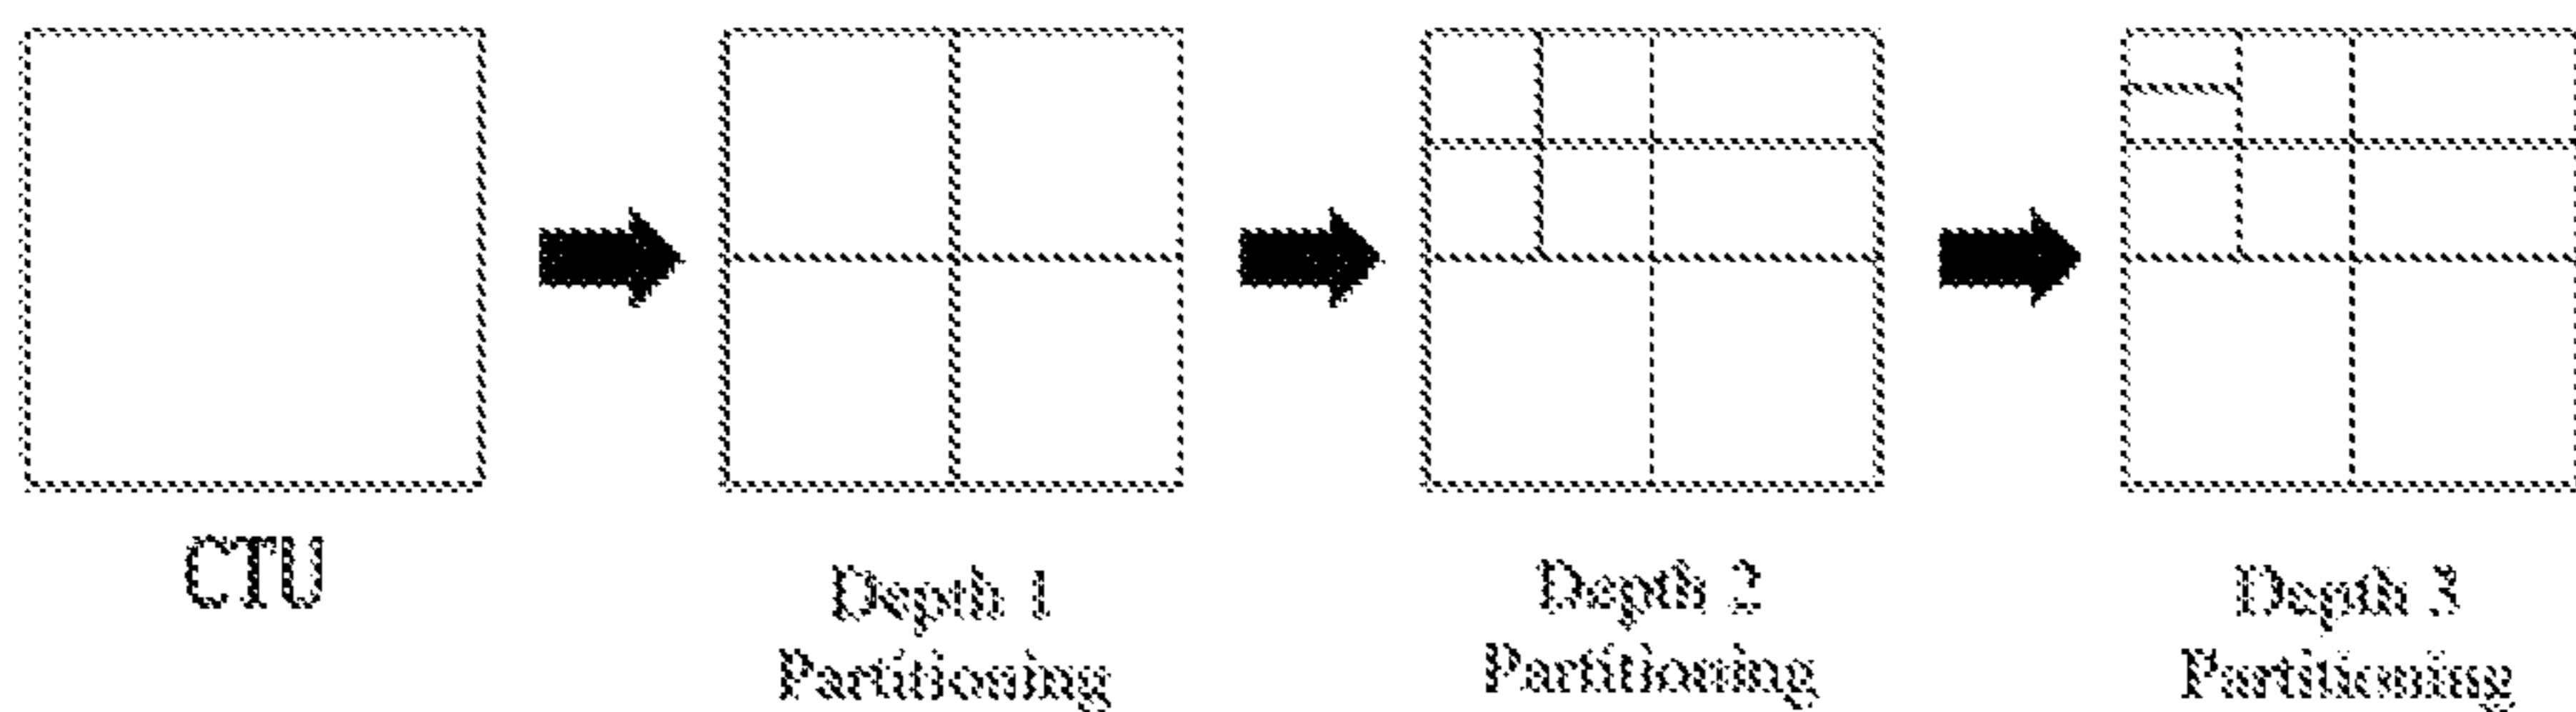 CTU
Depth 1
Partitioning
Depth 2
Partitioning
Depth 3
Partitioning